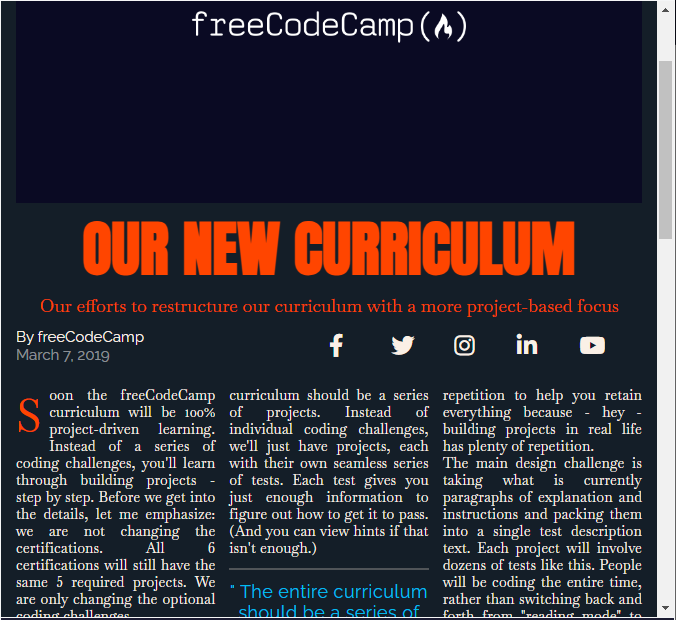 freeCodeCamp(🔥)
OUR NEW CURRICULUM
Our efforts to restructure our curriculum with a more project-based focus
By freeCodeCamp
March 7, 2019
Soon the freeCodeCamp
curriculum will be 100%
project-driven learning.
Instead of a series of
coding challenges, you'll learn
through building projects -
step by step. Before we get into
the details, let me emphasize:
we are not changing the
certifications. All 6
certifications will still have the
same 5 required projects. We
are only changing the optional
coding challenges.
curriculum should be a series
of projects. Instead of
individual coding challenges,
we'll just have projects, each
with their own seamless series
of tests. Each test gives you
just enough information to
figure out how to get it to pass.
(And you can view hints if that
isn't enough.)
" The entire curriculum
should be a series of
repetition to help you retain
everything because - hey -
building projects in real life
has plenty of repetition.
The main design challenge is
taking what is currently
paragraphs of explanation and
instructions and packing them
into a single test description
text. Each project will involve
dozens of tests like this. People
will be coding the entire time,
rather than switching back and
forth from "reading mode" to